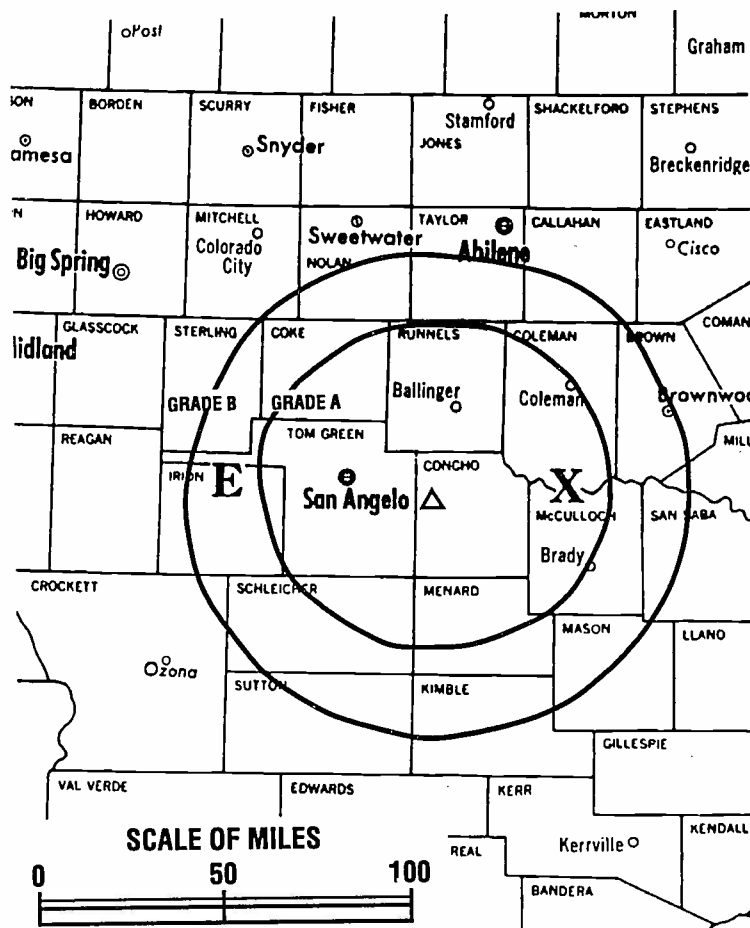 MORTON
Post
Graham
SON
BORDEN
SCURRY
FISHER
SHACKELFORD
STEPHENS
Stamford
JONES
amesa
Snyder
Breckenridge
N
HOWARD
MITCHELL
TAYLOR
CALLAHAN
EASTLAND
Colorado
City
Sweetwater
Abilene
Cisco
Big Spring
NOLAN
GLASSCOCK
STERLING
COKE
RUNNELS
COLEMAN
BROWN
COMAN
idland
GRADE B
GRADE A
Ballinger
Coleman
Brownwoo
REAGAN
TOM GREEN
MILL
IRION
E
CONCHO
X
San Angelo
McCULLOCH
SAN SABA
Brady
CROCKETT
SCHLEICHER
MENARD
MASON
LLANO
Ozona
SUTTON
KIMBLE
GILLESPIE
VAL VERDE
EDWARDS
KERR
KENDALL
SCALE OF MILES
REAL
Kerrville
0
50
100
BANDERA